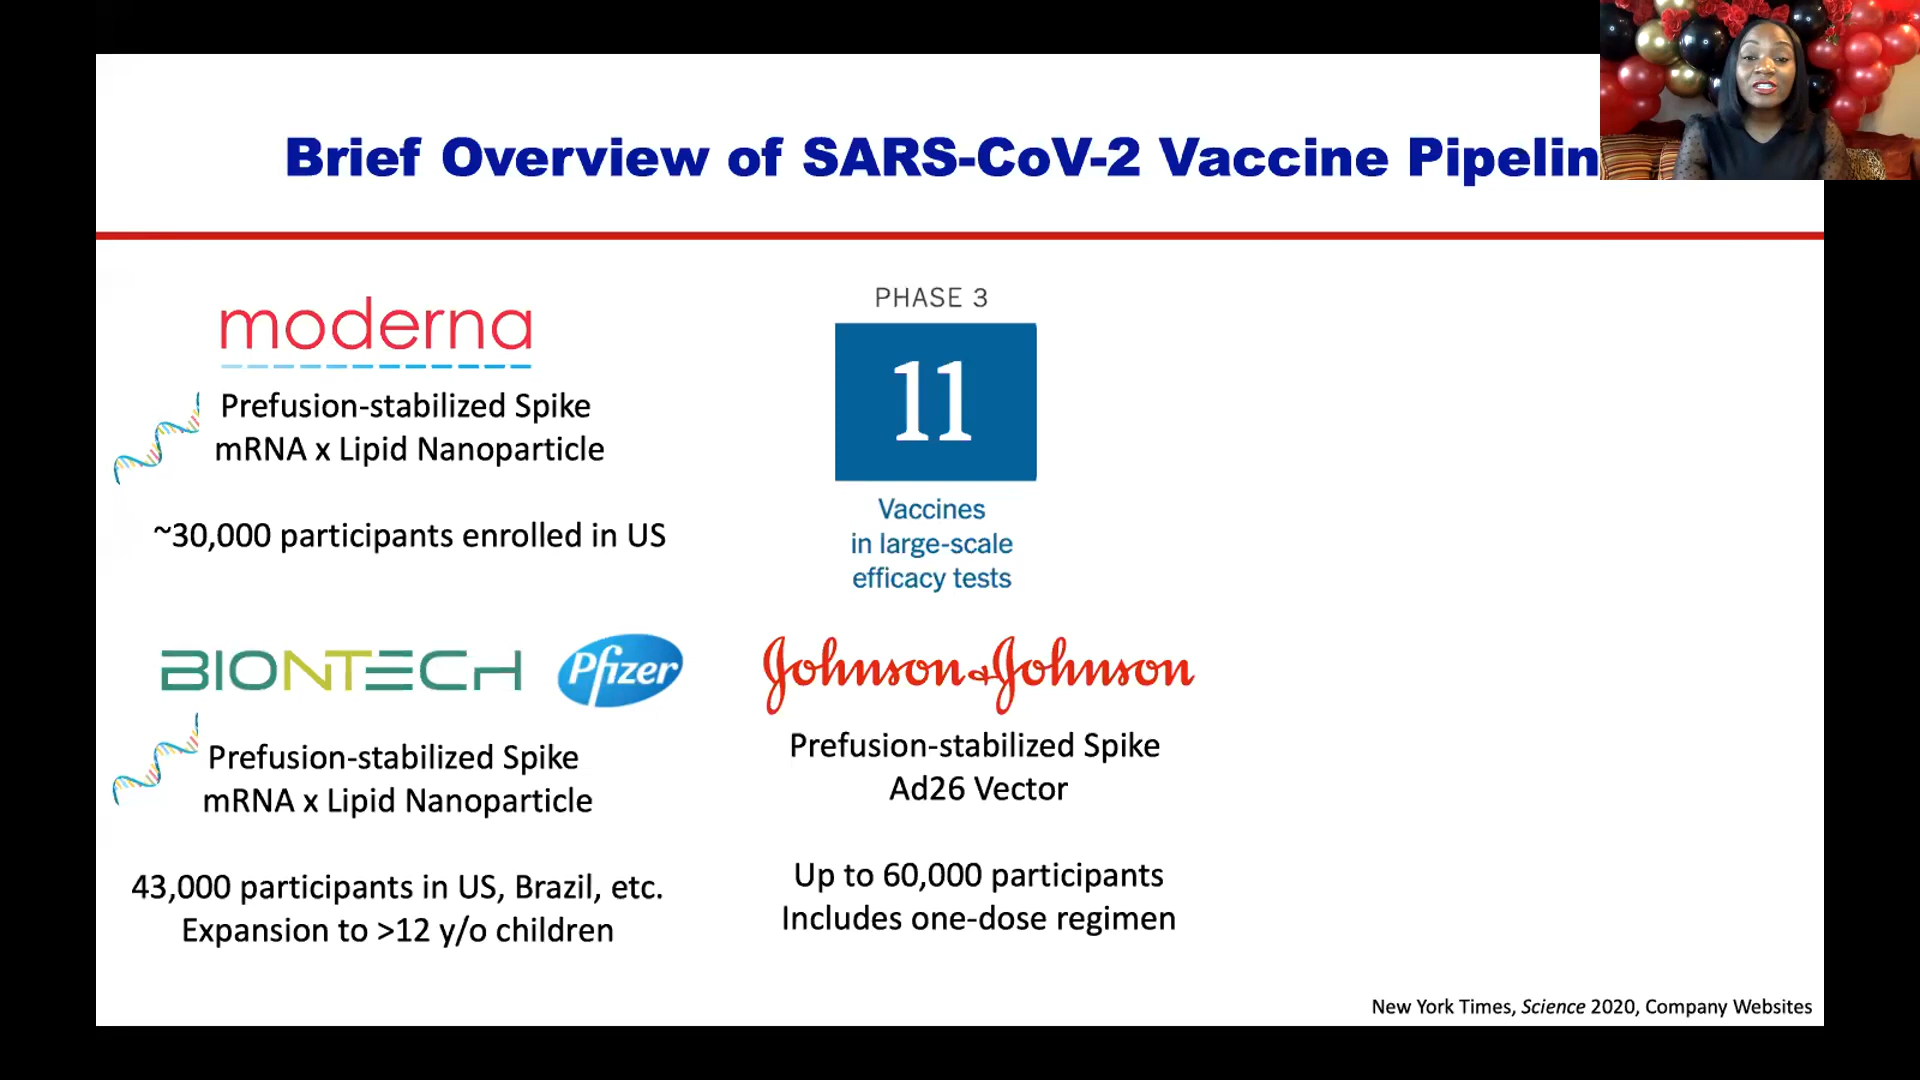 Brief Overview of SARS-CoV-2 Vaccine Pipelin
moderna
Prefusion-stabilized Spike
mRNA x Lipid Nanoparticle
~30,000 participants enrolled in US
PHASE 3
11
Vaccines
in large-scale
efficacy tests
BIONTECH Pfizer
Prefusion-stabilized Spike
mRNA x Lipid Nanoparticle
43,000 participants in US, Brazil, etc.
Expansion to >12 y/o children
Johnson & Johnson
Prefusion-stabilized Spike
Ad26 Vector
Up to 60,000 participants
Includes one-dose regimen
New York Times, Science 2020, Company Websites